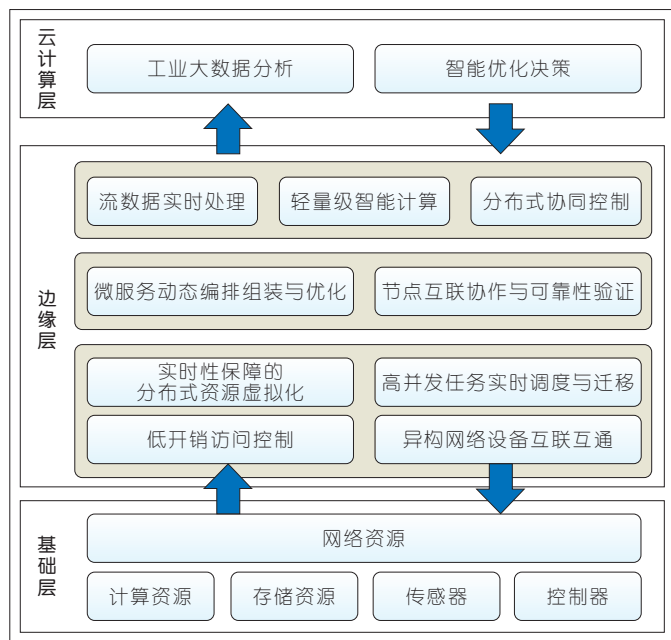 云计算层
工业大数据分析
智能优化决策
边缘层
流数据实时处理
轻量级智能计算
分布式协同控制
微服务动态编排组装与优化
节点互联协作与可靠性验证
实时性保障的
分布式资源虚拟化
高并发任务实时调度与迁移
低开销访问控制
异构网络设备互联互通
基础层
网络资源
计算资源
存储资源
传感器
控制器